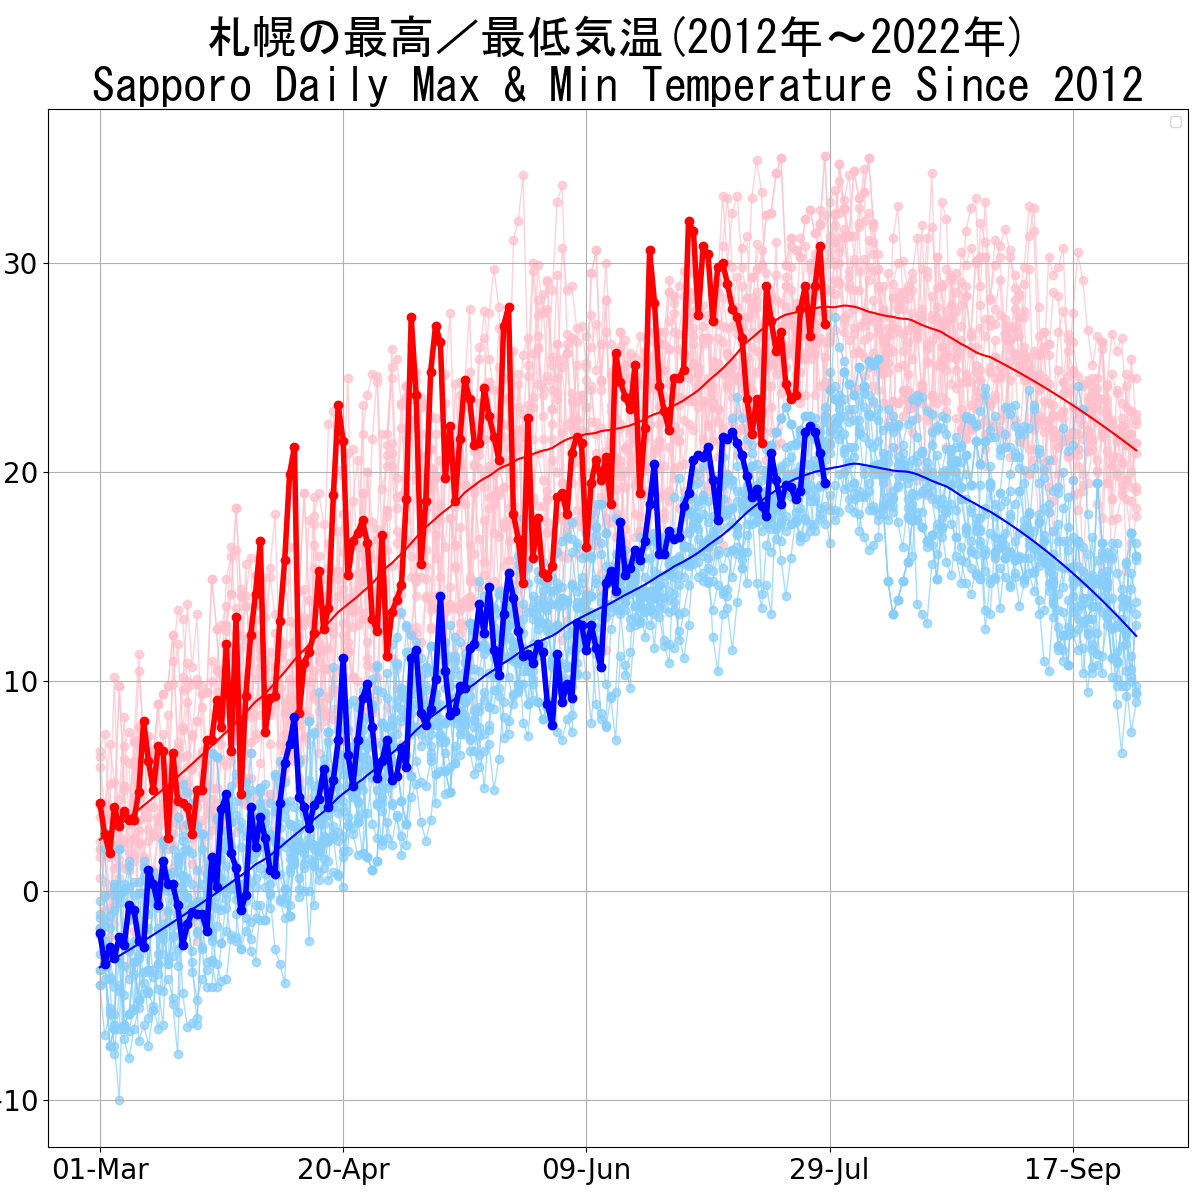 札幌の最高／最低気温(2012年～2022年)
Sapporo Daily Max & Min Temperature Since 2012
30
20
10
0
-10
01-Mar 20-Apr 09-Jun 29-Jul 17-Sep